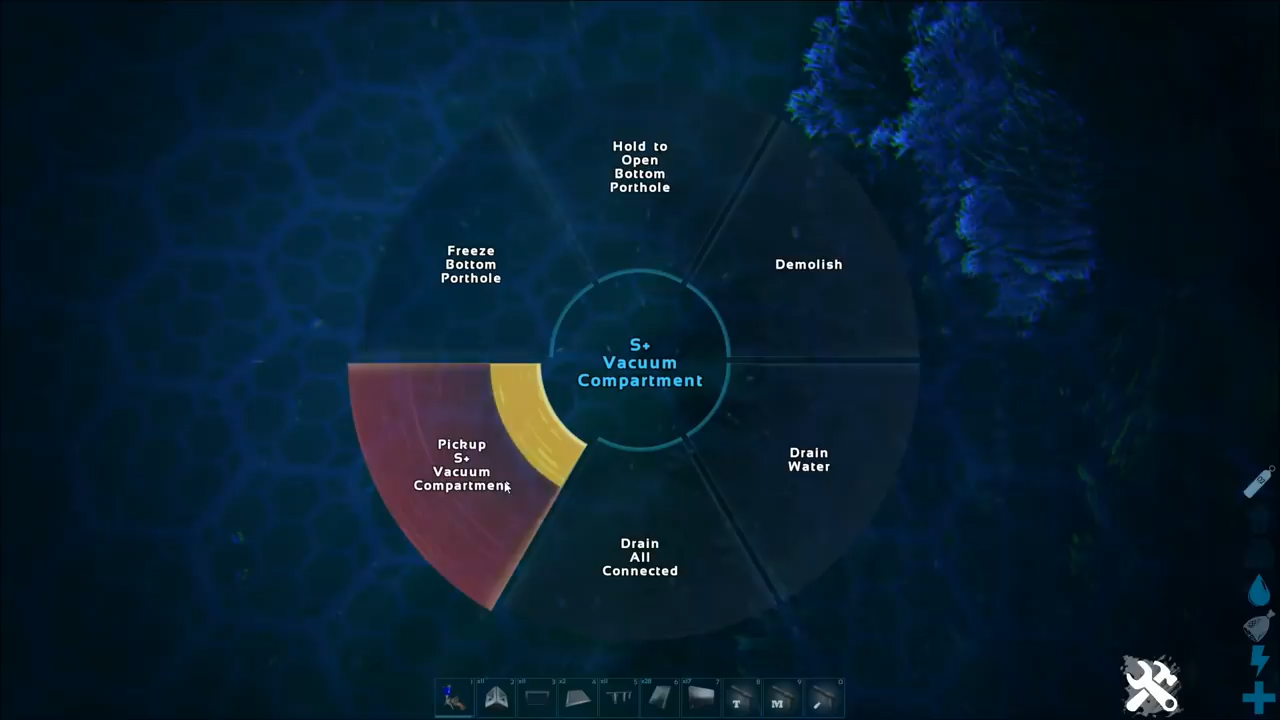 Hold to
Open
Bottom
Porthole
Freeze
Bottom
Porthole
Demolish
S+
Vacuum
Compartment
Pickup
S+
Vacuum
Compartment
Drain
Water
Drain
All
Connected
T
M